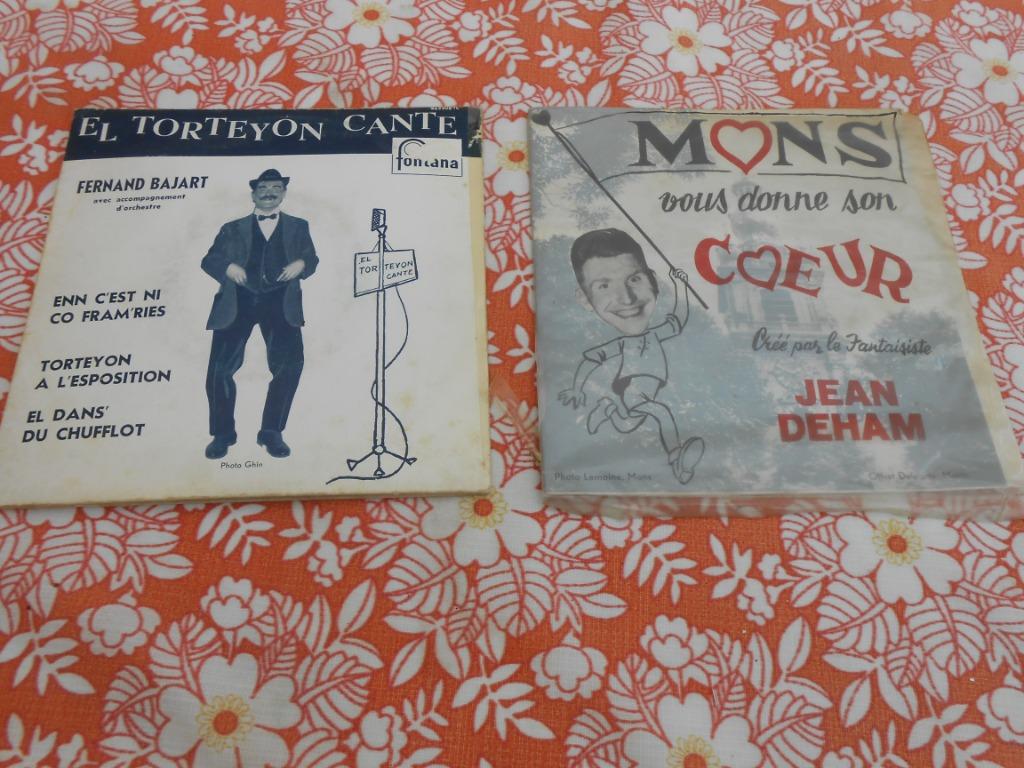 EL TORTEYON CANTE
fontana
FERNAND BAJART
avec accompagnement
d'orchestre
EL
TORTEYON
CANTE
ENN C'EST NI
CO FRAM'RIES
TORTEYON
A L'ESPOSITION
EL DANS'
DU CHUFFLOT
Photo Ghin
MONS
vous donne son
COEUR
Créé par le Fantaisiste
JEAN
DEHAM
Photo Lemaine, Mons
Offset